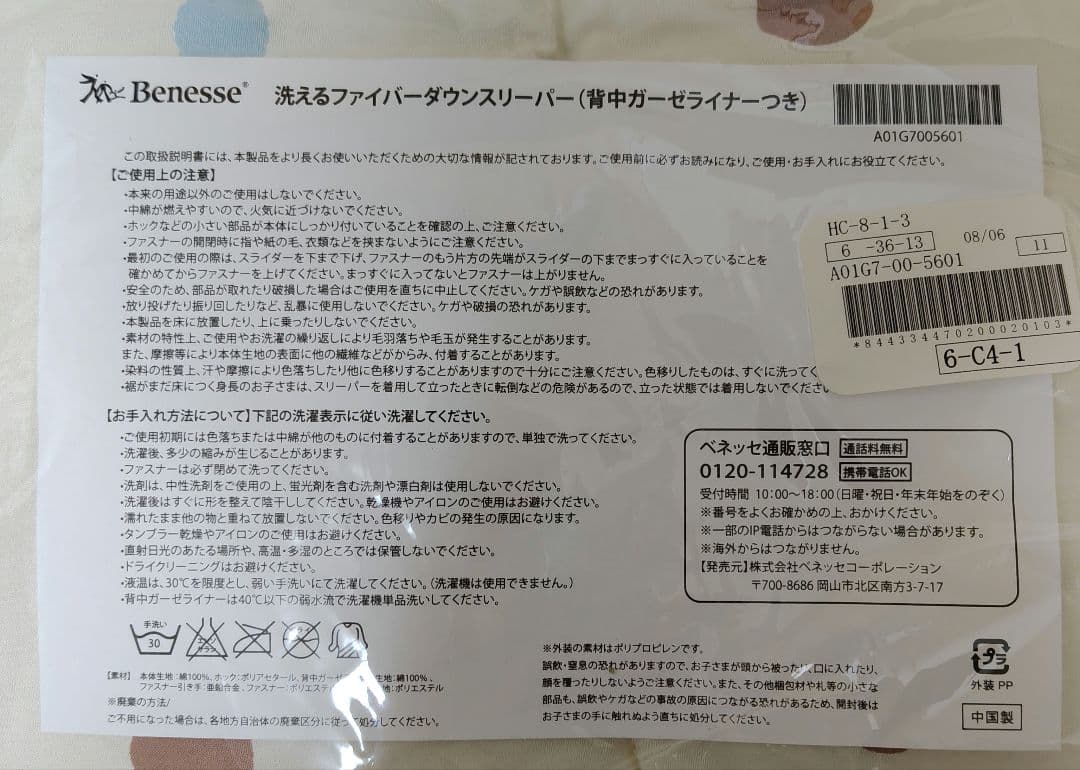 Benesse®
洗えるファイバーダウンスリーパー(背中ガーゼライナーつき)
A01G7005601
この取扱説明書には、本製品をより長くお使いいただくための大切な情報が記されております。ご使用前に必ずお読みになり、ご使用・お手入れにお役立てください。
【ご使用上の注意】
・本来の用途以外のご使用はしないでください。
・中綿が燃えやすいので、火気に近づけないでください。
・ホックなどの小さい部品が本体にしっかり付いていることを確認の上、ご注意ください。
・ファスナーの開閉時に指や紙の毛、衣類などを挟まないようにご注意ください。
・最初のご使用の際は、スライダーを下まで下げ、ファスナーのもう片方の先端がスライダーの下までまっすぐに入っていることを
確かめてからファスナーを上げてください。まっすぐに入ってないとファスナーは上がりません。
・安全のため、部品が取れたり破損した場合はご使用を直ちに中止してください。ケガや誤飲などの恐れがあります。
・放り投げたり振り回したりなど、乱暴に使用しないでください。ケガや破損の恐れがあります。
・本製品を床に放置したり、上に乗ったりしないでください。
・素材の特性上、ご使用やお洗濯の繰り返しにより毛羽落ちや毛玉が発生することがあります。
また、摩擦等により本体生地の表面に他の繊維などがからみ、付着することがあります。
・染料の性質上、汗や摩擦により色落ちしたり他に色移りすることがありますので十分にご注意ください。色移りしたものは、すぐに洗ってく
・裾がまだ床につく身長のお子さまは、スリーパーを着用して立ったときに転倒などの危険があるので、立った状態では着用しないでくださ
HC-8-1-3
6 -36-13
08/06
11
A01G7-00-5601
*844334470200020103*
6-C4-1
【お手入れ方法について】下記の洗濯表示に従い洗濯してください。
・ご使用初期には色落ちまたは中綿が他のものに付着することがありますので、単独で洗ってください。
・洗濯後、多少の縮みが生じることがあります。
・ファスナーは必ず閉めて洗ってください。
・洗剤は、中性洗剤をご使用の上、蛍光剤を含む洗剤や漂白剤は使用しないでください。
・洗濯後はすぐに形を整えて陰干ししてください。乾燥機やアイロンのご使用はお避けください。
・濡れたまま他の物と重ねて放置しないでください。色移りやカビの発生の原因になります。
・タンブラー乾燥やアイロンのご使用はお避けください。
・直射日光のあたる場所や、高温・多湿のところでは保管しないでください。
・ドライクリーニングはお避けください。
・液温は、30℃を限度とし、弱い手洗いにて洗濯してください。(洗濯機は使用できません。)
・背中ガーゼライナーは40℃以下の弱水流で洗濯機単品洗いしてください。
ベネッセ通販窓口 通話料無料
0120-114728 携帯電話OK
受付時間 10:00〜18:00(日曜・祝日・年末年始をのぞく)
※番号をよくお確かめの上、おかけください。
※一部のIP電話からはつながらない場合があります。
※海外からはつながりません。
【発売元】株式会社ベネッセコーポレーション
〒700-8686 岡山市北区南方3-7-17
手洗い
30
エンソ
サラシ
【素材】 本体生地:綿100%、ホック:ポリアセタール、背中ガーゼ 生地:綿100%、
ファスナー引き手:亜鉛合金、ファスナー:ポリエステ 地:ポリエステル
※廃棄の方法/
ご不用になった場合は、各地方自治体の廃棄区分に従って処分してください。
※外装の素材はポリプロピレンです。
誤飲・窒息の恐れがありますので、お子さまが頭から被ったり、口に入れたり、
顔を覆ったりしないようご注意ください。また、その他梱包材や札等の小さな
部品も、誤飲やケガなどの事故の原因につながる恐れがあるため、開封後は
お子さまの手に触れぬよう直ちに処分してください。
プラ
外装 PP
中国製